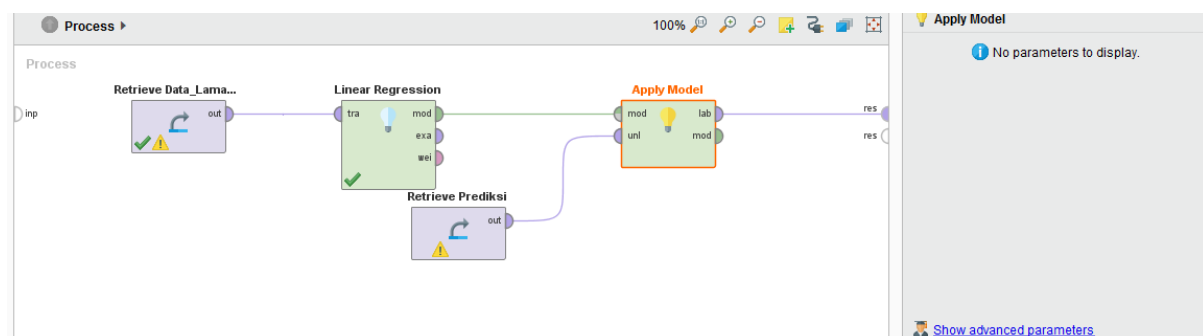 Process
100%
Apply Model
No parameters to display.
Process
Retrieve Data_Lama...
Linear Regression
Apply Model
inp
out
tra
mod
exa
wei
mod
lab
unl
mod
res
res
Retrieve Prediksi
out
Show advanced parameters